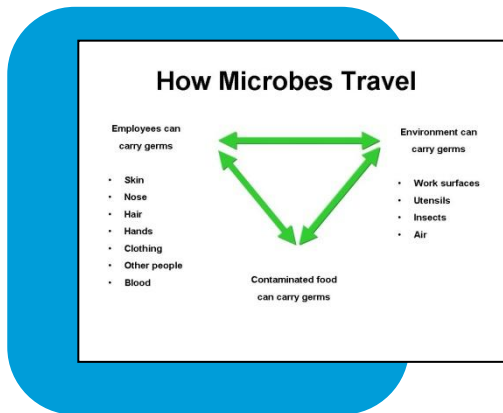 How Microbes Travel
Employees can
carry germs
• Skin
• Nose
• Hair
• Hands
• Clothing
• Other people
• Blood
Environment can
carry germs
• Work surfaces
• Utensils
• Insects
• Air
Contaminated food
can carry germs